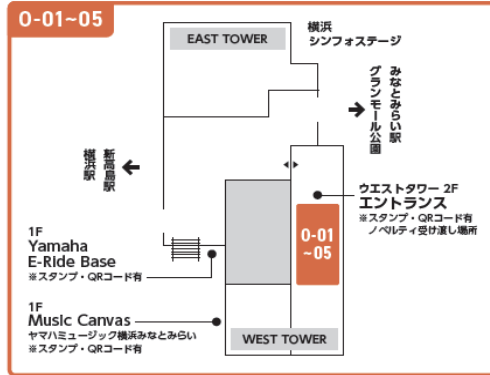 O-01~05
EAST TOWER
横浜
シンフォステージ
みなとみらい駅
グランモール公園
新高島駅
横浜駅
ウエストタワー 2F
エントランス
※スタンプ・QRコード有
ノベルティ受け渡し場所
O-01
~05
1F
Yamaha
E-Ride Base
※スタンプ・QRコード有
1F
Music Canvas
ヤマハミュージック横浜みなとみらい
※スタンプ・QRコード有
WEST TOWER